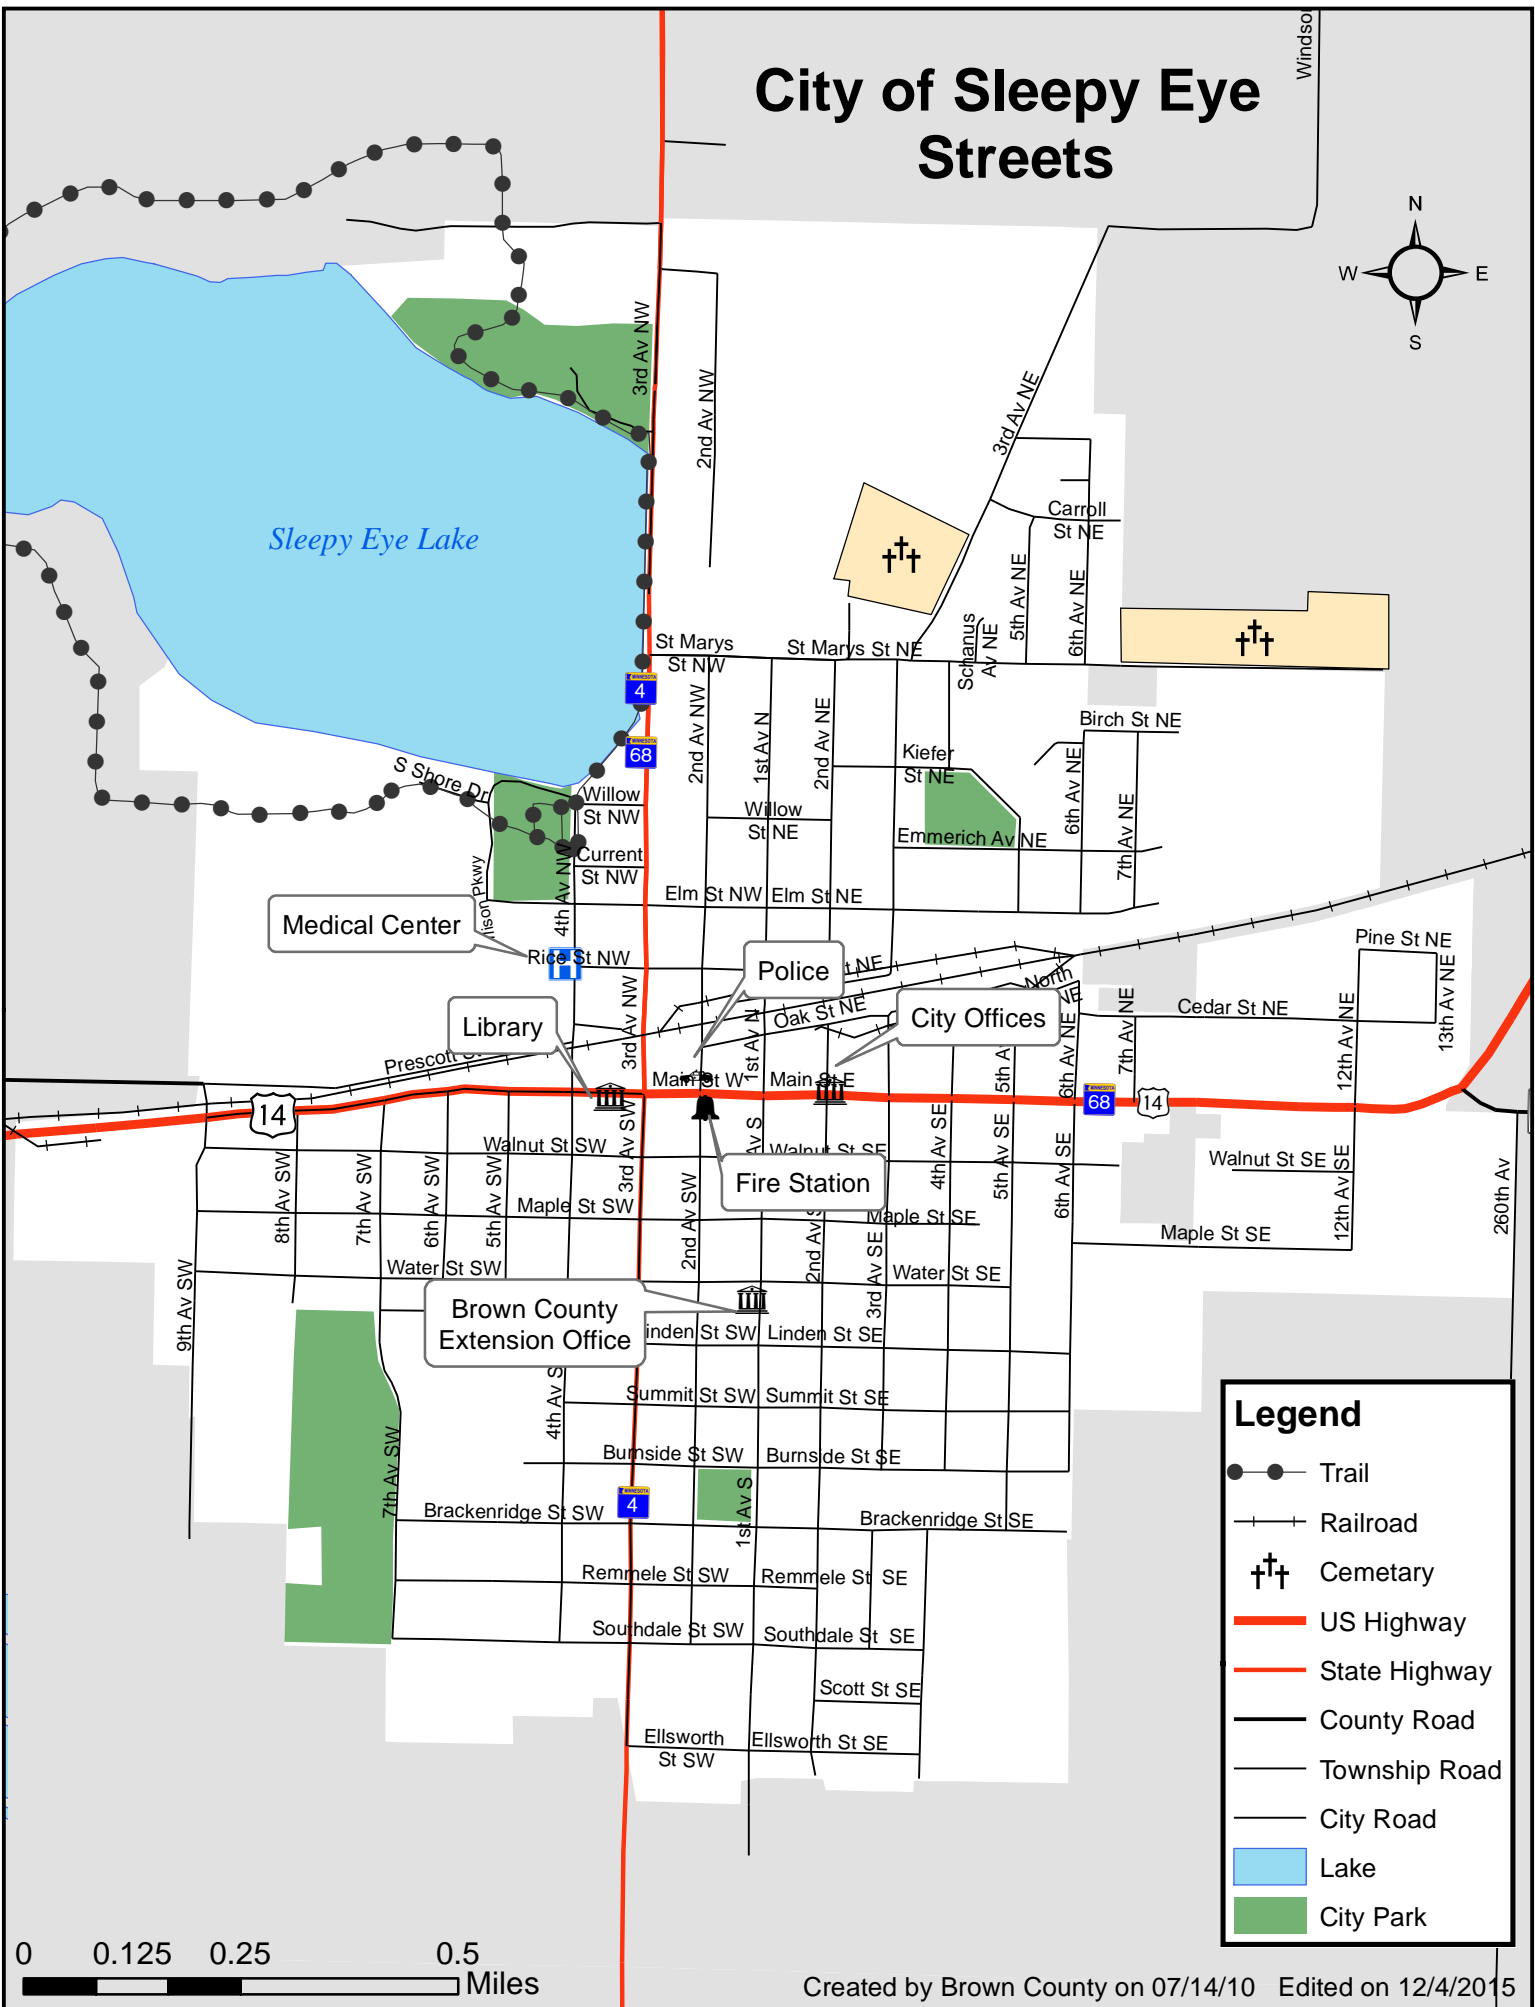 City of Sleepy Eye
Streets
N
W
E
S
3rd Av NW
2nd Av NW
3rd Av NE
Carroll
St NE
Sleepy Eye Lake
5th Av NE
6th Av NE
Schanus
Av NE
St Marys
St NW
St Marys St NE
MINNESOTA
4
MINNESOTA
68
2nd Av NW
1st Av N
2nd Av NE
Birch St NE
Kiefer
St NE
6th Av NE
7th Av NE
S Shore Dr
Willow
St NW
Willow
St NE
Emmerich Av NE
Current
St NW
4th Av NW
Elm St NW
Elm St NE
Medical Center
H
Rice St NW
Police
Pine St NE
13th Av NE
North
NE
Library
3rd Av NW
1st Av N
Oak St NE
City Offices
Cedar St NE
6th Av NE
7th Av NE
12th Av NE
Prescott
Main St W
Main St E
14
MINNESOTA
68
14
Walnut St SW
3rd Av SW
Walnut St SE
Fire Station
4th Av SE
5th Av SE
6th Av SE
Walnut St SE
12th Av SE
260th Av
8th Av SW
7th Av SW
6th Av SW
5th Av SW
Maple St SW
2nd Av SW
Maple St SE
Maple St SE
9th Av SW
Water St SW
3rd Av SE
Water St SE
Brown County
Extension Office
Linden St SE
4th Av S
Summit St SW
Summit St SE
7th Av SW
Burnside St SW
Burnside St SE
MINNESOTA
4
1st Av S
Brackenridge St SW
Brackenridge St SE
Remmele St SW
Remmele St SE
Southdale St SW
Southdale St SE
Scott St SE
Ellsworth
St SW
Ellsworth St SE
Legend
Trail
Railroad
Cemetary
US Highway
State Highway
County Road
Township Road
City Road
Lake
City Park
0 0.125 0.25 0.5
Miles
Created by Brown County on 07/14/10 Edited on 12/4/2015